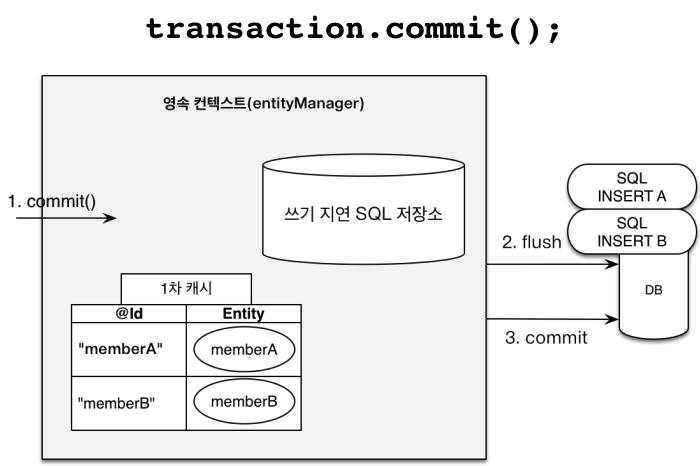 transaction.commit();
영속 컨텍스트(entityManager)
1. commit()
쓰기 지연 SQL 저장소
SQL
INSERT A
SQL
INSERT B
2. flush
DB
3. commit
1차 캐시
@Id Entity
"memberA" memberA
"memberB" memberB